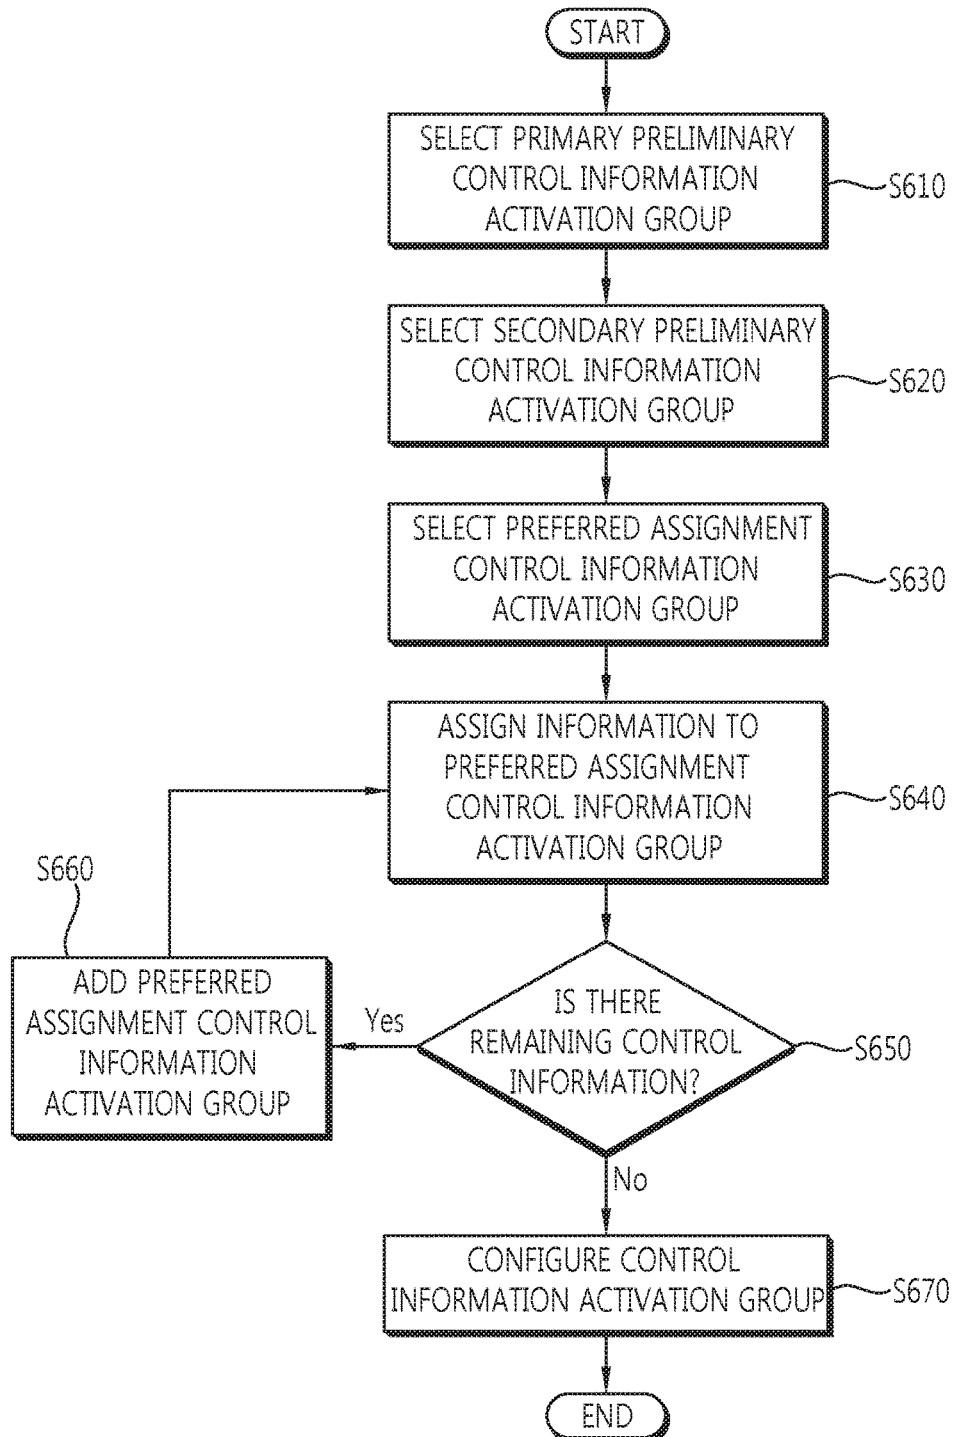 START
SELECT PRIMARY PRELIMINARY
CONTROL INFORMATION
ACTIVATION GROUP
S610
SELECT SECONDARY PRELIMINARY
CONTROL INFORMATION
ACTIVATION GROUP
S620
SELECT PREFERRED ASSIGNMENT
CONTROL INFORMATION
ACTIVATION GROUP
S630
ASSIGN INFORMATION TO
PREFERRED ASSIGNMENT
CONTROL INFORMATION
ACTIVATION GROUP
S640
S660
ADD PREFERRED
ASSIGNMENT CONTROL
INFORMATION
ACTIVATION GROUP
Yes
IS THERE
REMAINING CONTROL
INFORMATION?
S650
No
CONFIGURE CONTROL
INFORMATION ACTIVATION GROUP
S670
END